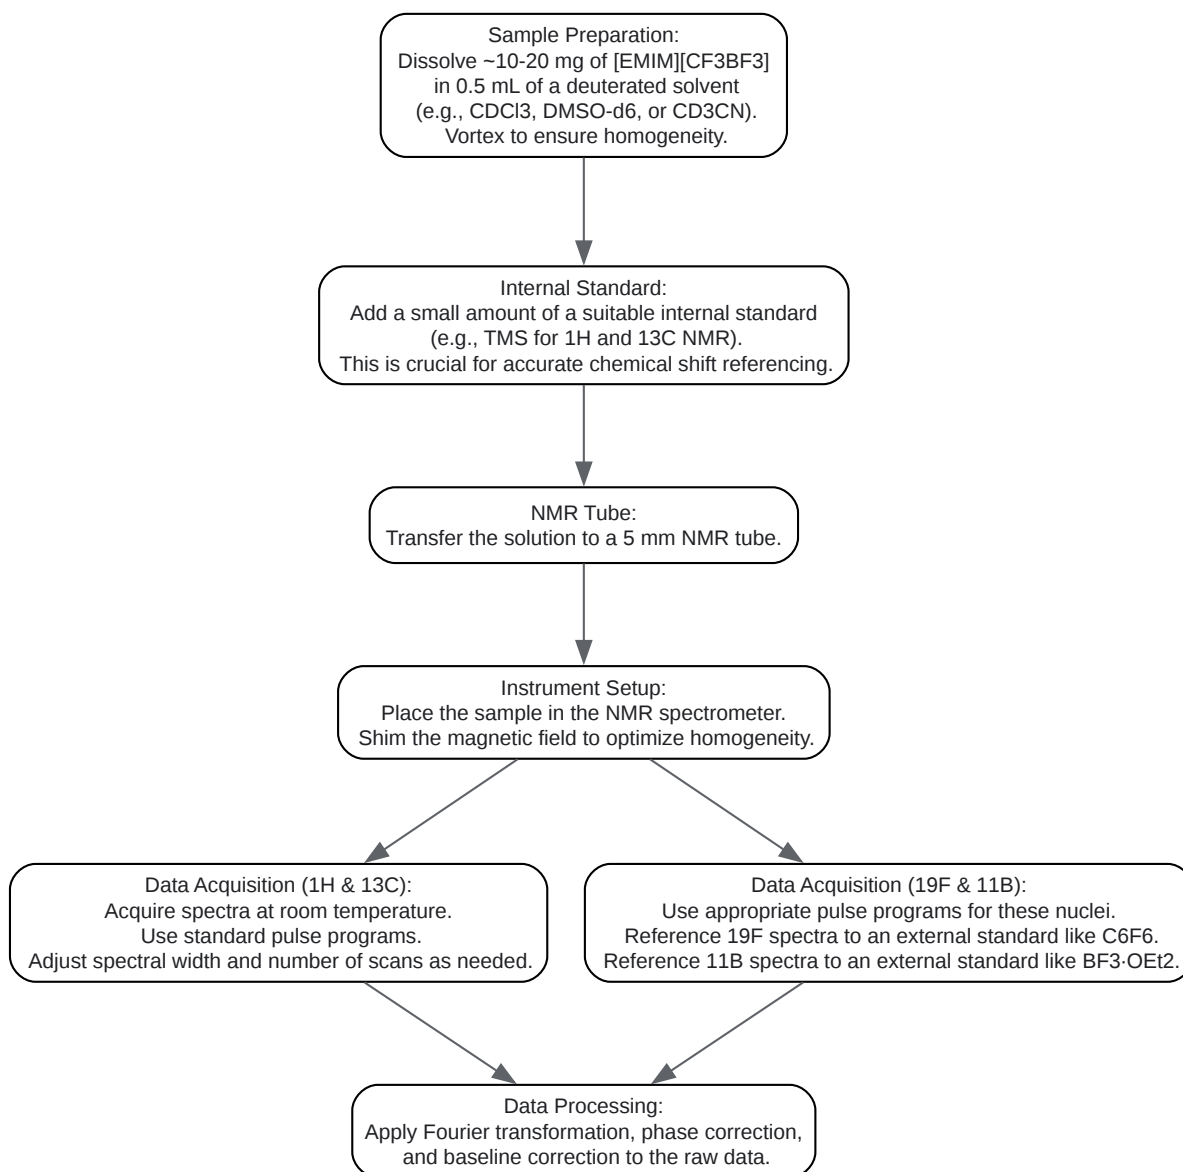 Sample Preparation:
Dissolve ~10-20 mg of [EMIM][CF3BF3]
in 0.5 mL of a deuterated solvent
(e.g., CDCl3, DMSO-d6, or CD3CN).
Vortex to ensure homogeneity.
Internal Standard:
Add a small amount of a suitable internal standard
(e.g., TMS for 1H and 13C NMR).
This is crucial for accurate chemical shift referencing.
NMR Tube:
Transfer the solution to a 5 mm NMR tube.
Instrument Setup:
Place the sample in the NMR spectrometer.
Shim the magnetic field to optimize homogeneity.
Data Acquisition (1H & 13C):
Acquire spectra at room temperature.
Use standard pulse programs.
Adjust spectral width and number of scans as needed.
Data Acquisition (19F & 11B):
Use appropriate pulse programs for these nuclei.
Reference 19F spectra to an external standard like C6F6.
Reference 11B spectra to an external standard like BF3·OEt2.
Data Processing:
Apply Fourier transformation, phase correction,
and baseline correction to the raw data.